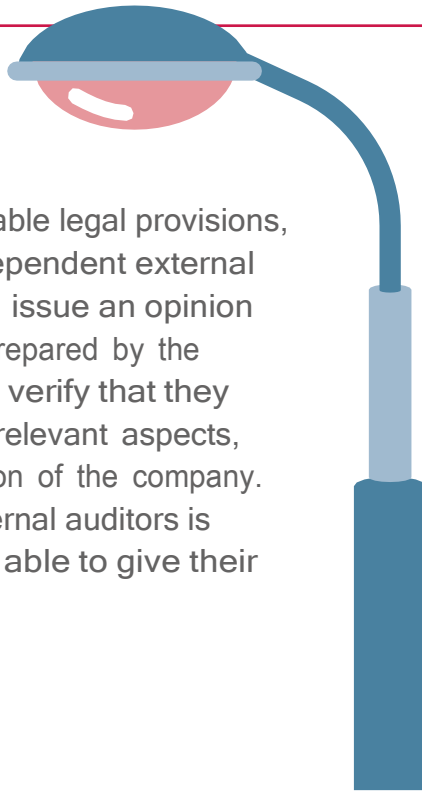 able legal provisions,
ependent external
issue an opinion
repared by the
verify that they
relevant aspects,
on of the company.
ernal auditors is
able to give their